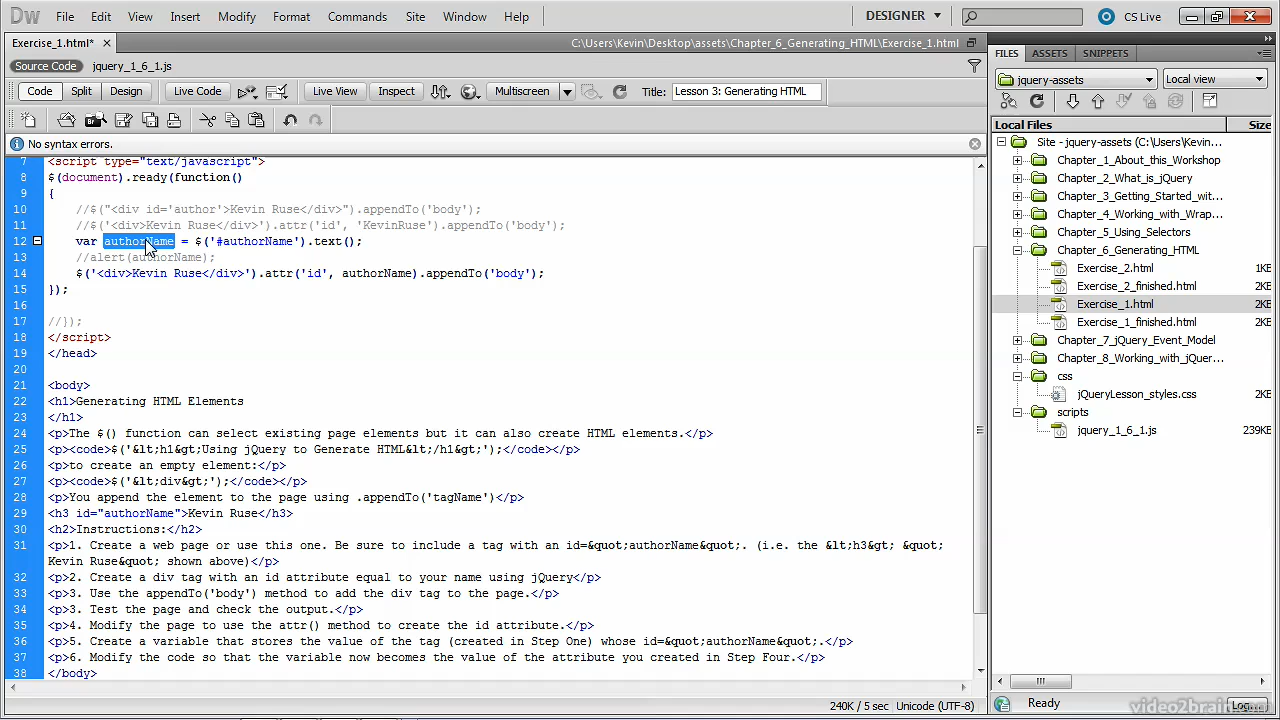 Dw File Edit View Insert Modify Format Commands Site Window Help DESIGNER CS Live
Exercise_1.html* C:\Users\Kevin\Desktop\assets\Chapter_6_Generating_HTML\Exercise_1.html
Source Code jquery_1_6_1.js
Code Split Design Live Code Live View Inspect Multiscreen Title: Lesson 3: Generating HTML
No syntax errors.
7 <script type="text/javascript">
8 $(document).ready(function()
9 {
10 //$("<div id='author'>Kevin Ruse</div>").appendTo('body');
11 //$('<div>Kevin Ruse</div>').attr('id', 'KevinRuse').appendTo('body');
12 var authorName = $('#authorName').text();
13 //alert(authorName);
14 $('<div>Kevin Ruse</div>').attr('id', authorName).appendTo('body');
15 });
16
17 //});
18 </script>
19 </head>
20
21 <body>
22 <h1>Generating HTML Elements
23 </h1>
24 <p>The $() function can select existing page elements but it can also create HTML elements.</p>
25 <p><code>$('&lt;h1&gt;Using jQuery to Generate HTML&lt;/h1&gt;');</code></p>
26 <p>to create an empty element:</p>
27 <p><code>$('&lt;div&gt;');</code></p>
28 <p>You append the element to the page using .appendTo('tagName')</p>
29 <h3 id="authorName">Kevin Ruse</h3>
30 <h2>Instructions:</h2>
31 <p>1. Create a web page or use this one. Be sure to include a tag with an id=&quot;authorName&quot;. (i.e. the &lt;h3&gt; &quot;
Kevin Ruse&quot; shown above)</p>
32 <p>2. Create a div tag with an id attribute equal to your name using jQuery</p>
33 <p>3. Use the appendTo('body') method to add the div tag to the page.</p>
34 <p>3. Test the page and check the output.</p>
35 <p>4. Modify the page to use the attr() method to create the id attribute.</p>
36 <p>5. Create a variable that stores the value of the tag (created in Step One) whose id=&quot;authorName&quot;.</p>
37 <p>6. Modify the code so that the variable now becomes the value of the attribute you created in Step Four.</p>
38 </body>
240K / 5 sec Unicode (UTF-8)
FILES ASSETS SNIPPETS
jquery-assets Local view
Local Files Size
Site - jquery-assets (C:\Users\Kevin...
Chapter_1_About_this_Workshop
Chapter_2_What_is_jQuery
Chapter_3_Getting_Started_wit...
Chapter_4_Working_with_Wrap...
Chapter_5_Using_Selectors
Chapter_6_Generating_HTML
Exercise_2.html 1KB
Exercise_2_finished.html 2KB
Exercise_1.html 2KB
Exercise_1_finished.html 2KB
Chapter_7_jQuery_Event_Model
Chapter_8_Working_with_jQuer...
css
jQueryLesson_styles.css 2KB
scripts
jquery_1_6_1.js 239KB
Ready Log...